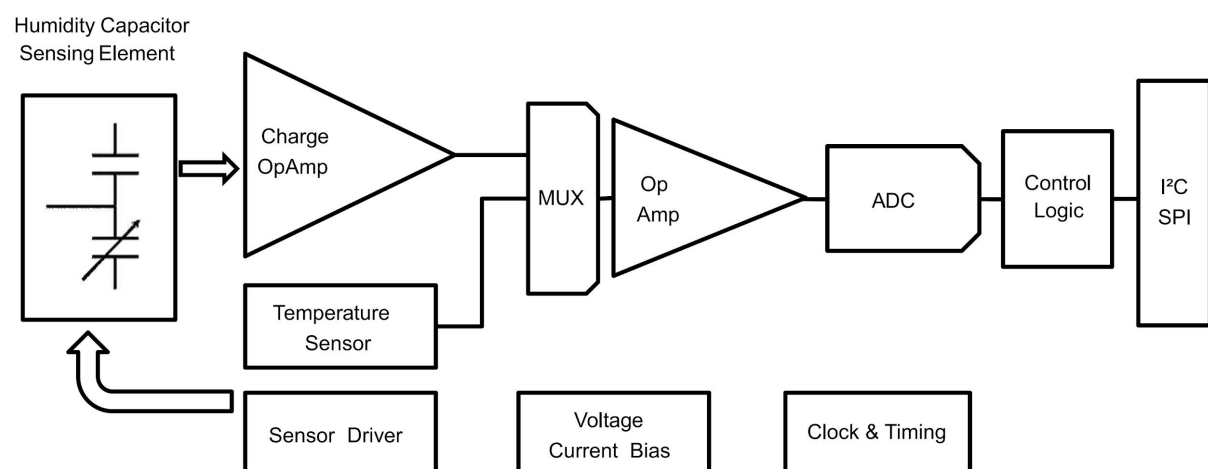 Humidity Capacitor
Sensing Element
Charge
OpAmp
MUX
Op
Amp
ADC
Control
Logic
I²C
SPI
Temperature
Sensor
Sensor Driver
Voltage
Current Bias
Clock & Timing